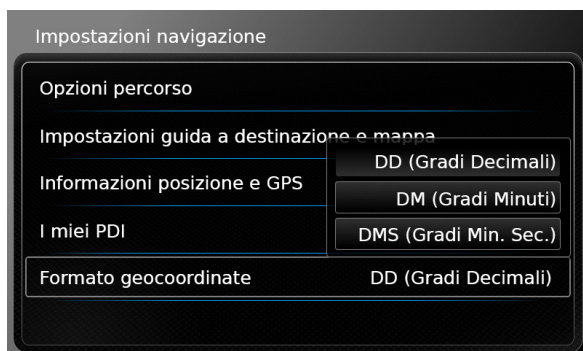 Impostazioni navigazione
Opzioni percorso
Impostazioni guida a destinazione e mappa
DD (Gradi Decimali)
Informazioni posizione e GPS
DM (Gradi Minuti)
I miei PDI
DMS (Gradi Min. Sec.)
Formato geocoordinate DD (Gradi Decimali)